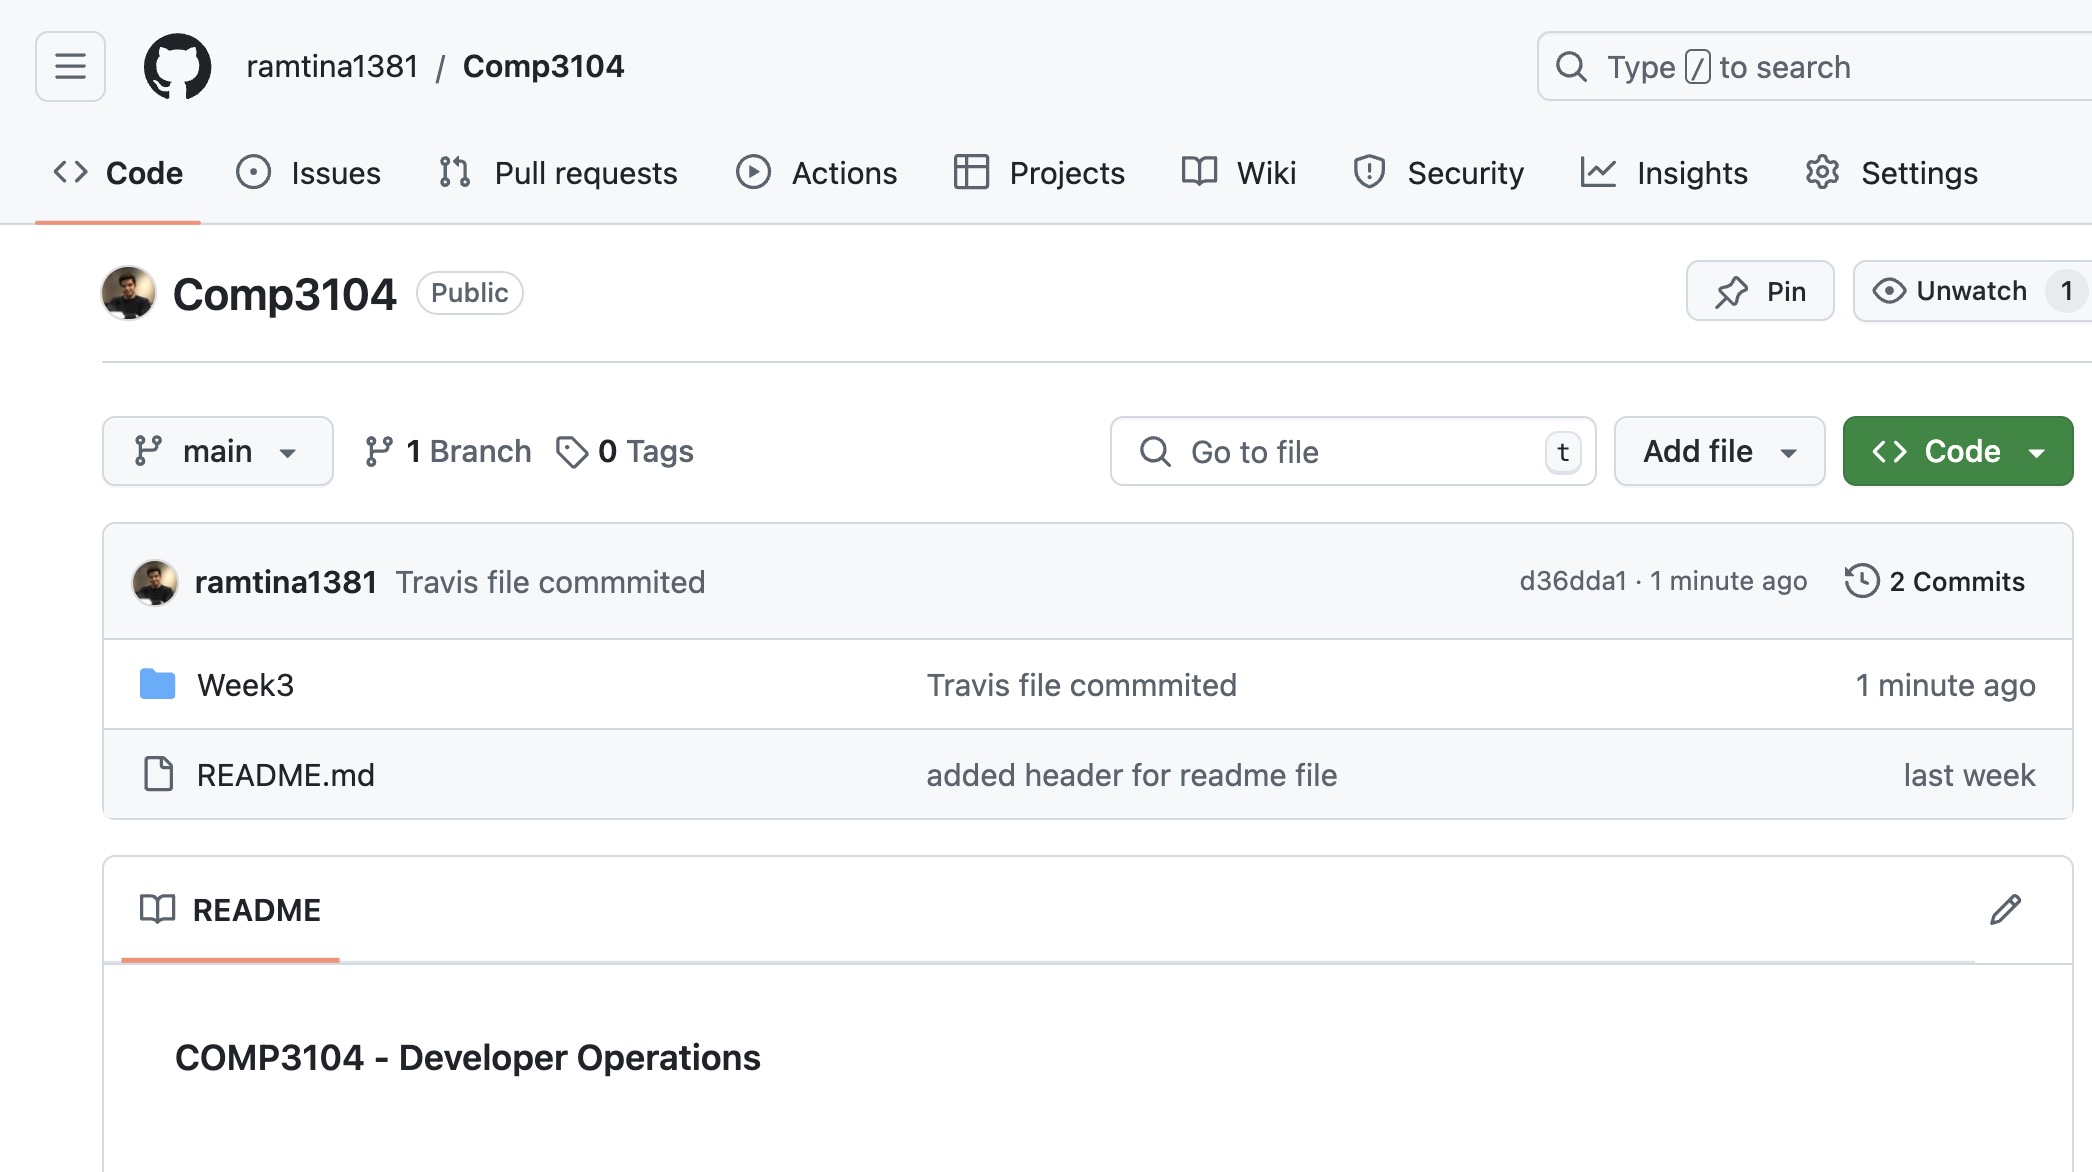 ramtina1381 / Comp3104
Type / to search
Code Issues Pull requests Actions Projects Wiki Security Insights Settings
Comp3104 Public
Pin Unwatch 1
main 1 Branch 0 Tags Go to file t Add file Code
ramtina1381 Travis file commmited d36dda1 · 1 minute ago 2 Commits
Week3 Travis file commmited 1 minute ago
README.md added header for readme file last week
README
COMP3104 - Developer Operations